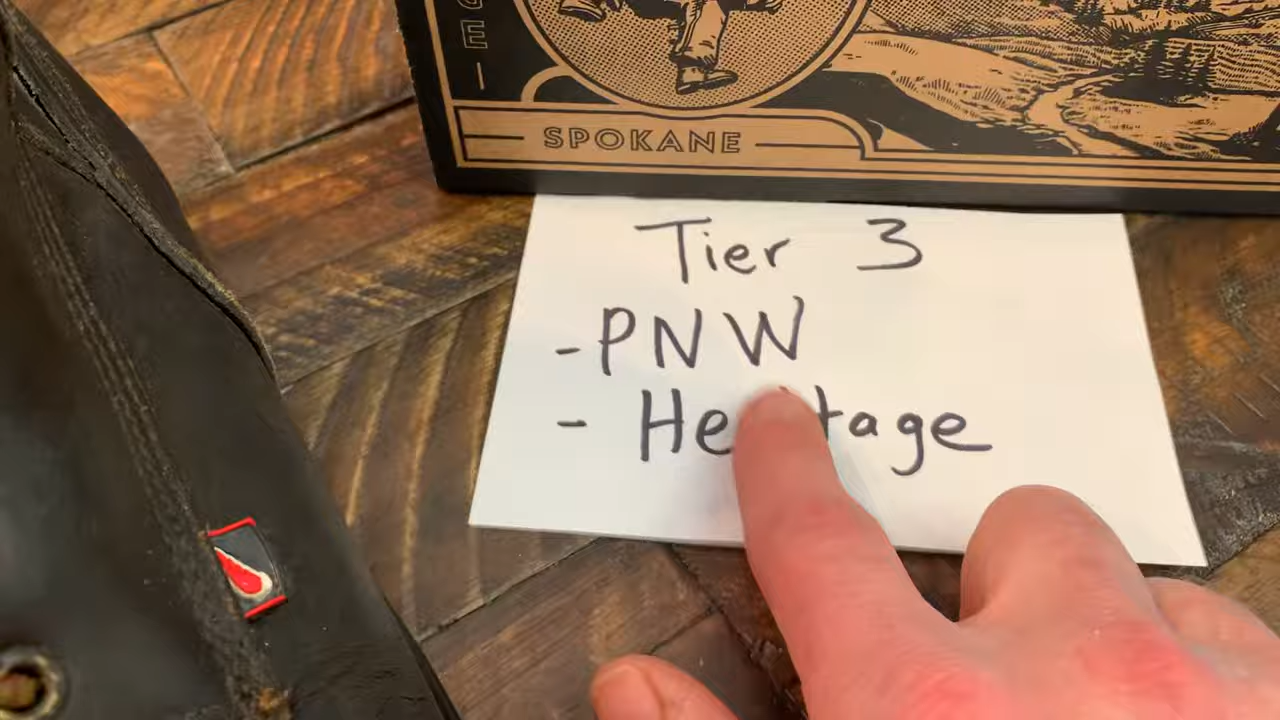 SPOKANE
Tier 3
- PNW
- He tage